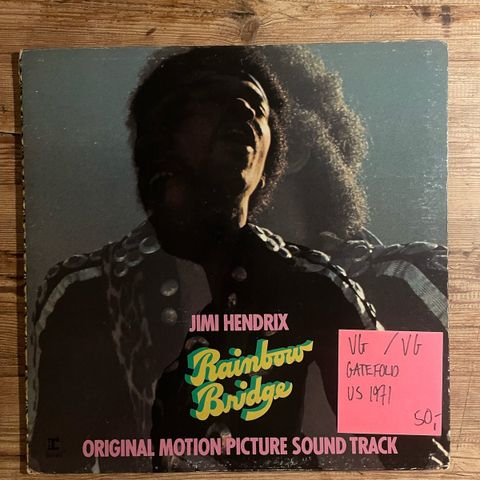 JIMI HENDRIX
Rainbow
Bridge
ORIGINAL MOTION PICTURE SOUND TRACK
VG / VG
GATEFOLD
US 1971
50,-